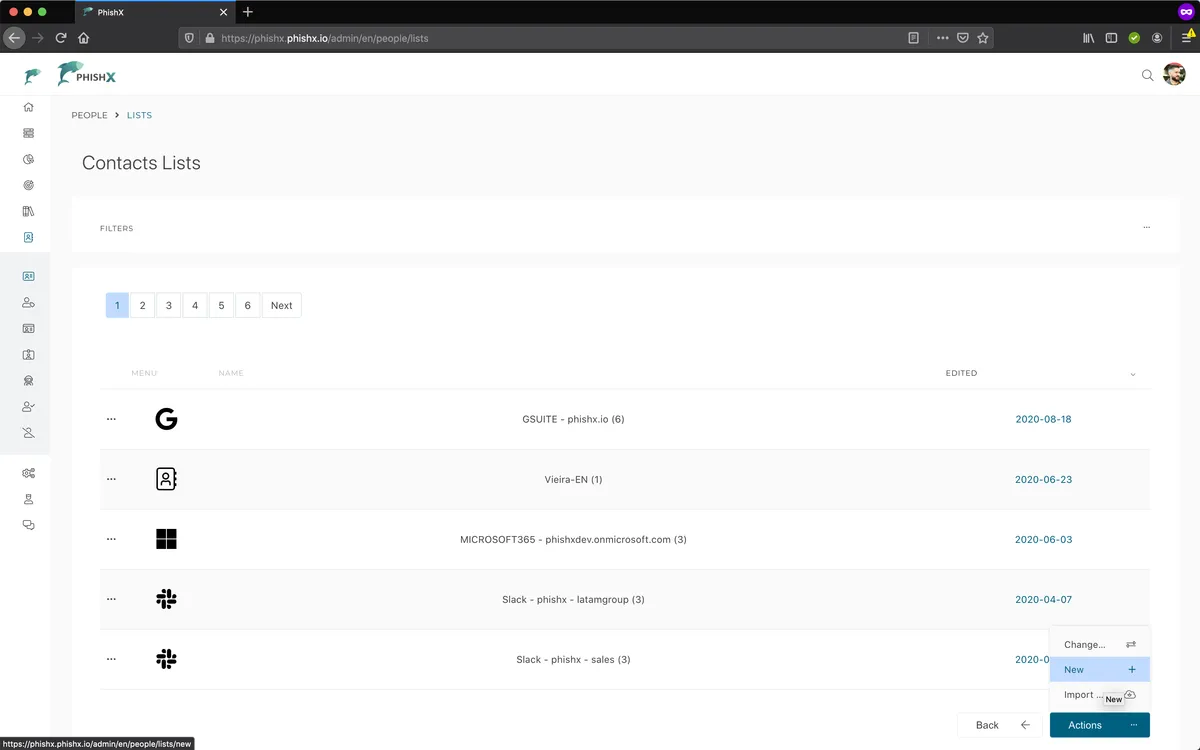 PhishX
https://phishx.phishx.io/admin/en/people/lists
PHISHX
PEOPLE > LISTS
Contacts Lists
FILTERS
1 2 3 4 5 6 Next
MENU NAME EDITED
GSUITE - phishx.io (6) 2020-08-18
Vieira-EN (1) 2020-06-23
MICROSOFT365 - phishxdev.onmicrosoft.com (3) 2020-06-03
Slack - phishx - latamgroup (3) 2020-04-07
Change...
Slack - phishx - sales (3) 2020-0
New
Import ...
New
Back Actions
https://phishx.phishx.io/admin/en/people/lists/new